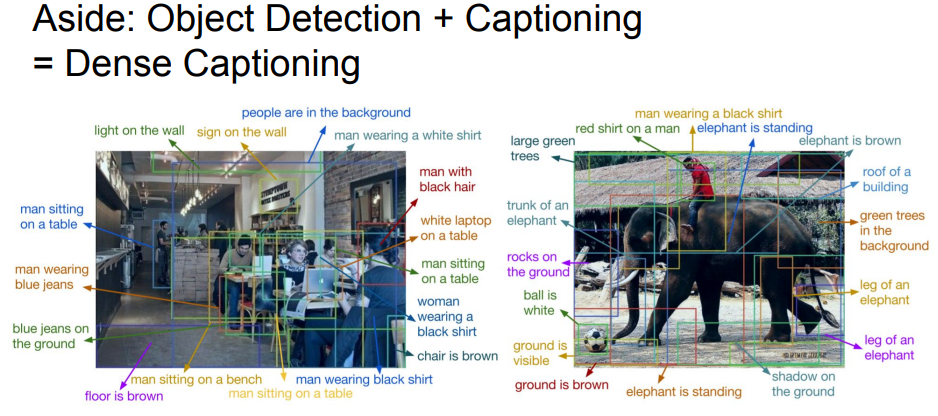 Aside: Object Detection + Captioning
= Dense Captioning
people are in the background
light on the wall
sign on the wall
man wearing a white shirt
man with
black hair
man sitting
on a table
white laptop
on a table
man wearing
blue jeans
man sitting
on a table
woman
wearing a
black shirt
blue jeans on
the ground
chair is brown
man sitting on a bench
man wearing black shirt
floor is brown
man sitting on a table
man wearing a black shirt
red shirt on a man
elephant is standing
large green
trees
elephant is brown
roof of a
building
trunk of an
elephant
green trees
in the
background
rocks on
the ground
leg of an
elephant
ball is
white
ground is
visible
leg of an
elephant
ground is brown
elephant is standing
shadow on
the ground